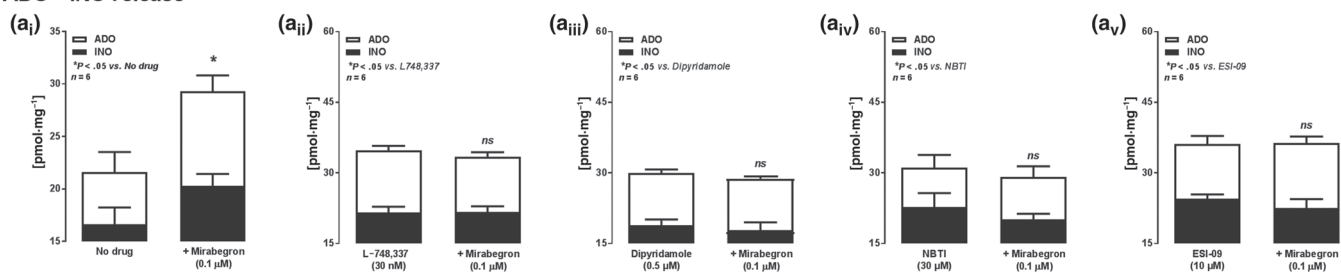 (ai)
35
30
25
20
15
[pmol·mg⁻¹]
ADO
INO
*P < .05 vs. No drug
n = 6
*
No drug
+ Mirabegron
(0.1 μM)
(aii)
60
45
30
15
[pmol·mg⁻¹]
ADO
INO
*P < .05 vs L748,337
n = 6
ns
L-748,337
(30 nM)
+ Mirabegron
(0.1 μM)
(aiii)
60
45
30
15
[pmol·mg⁻¹]
ADO
INO
*P < .05 vs Dipyridamole
n = 6
ns
Dipyridamole
(0.5 μM)
+ Mirabegron
(0.1 μM)
(aiv)
60
45
30
15
[pmol·mg⁻¹]
ADO
INO
*P < .05 vs NBTI
n = 6
ns
NBTI
(30 μM)
+ Mirabegron
(0.1 μM)
(av)
60
45
30
15
[pmol·mg⁻¹]
ADO
INO
*P < .05 vs ESI-09
n = 6
ns
ESI-09
(10 μM)
+ Mirabegron
(0.1 μM)